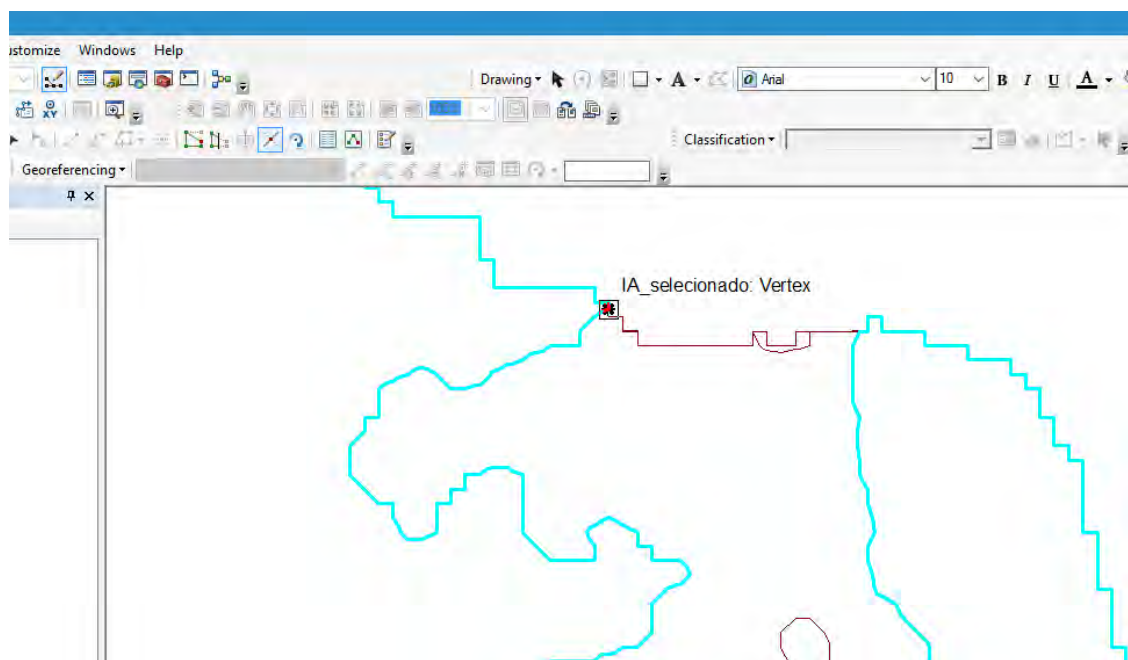 ustomize Windows Help
Drawing Arial 10 B I U A
Classification
Georeferencing
IA_selecionado: Vertex